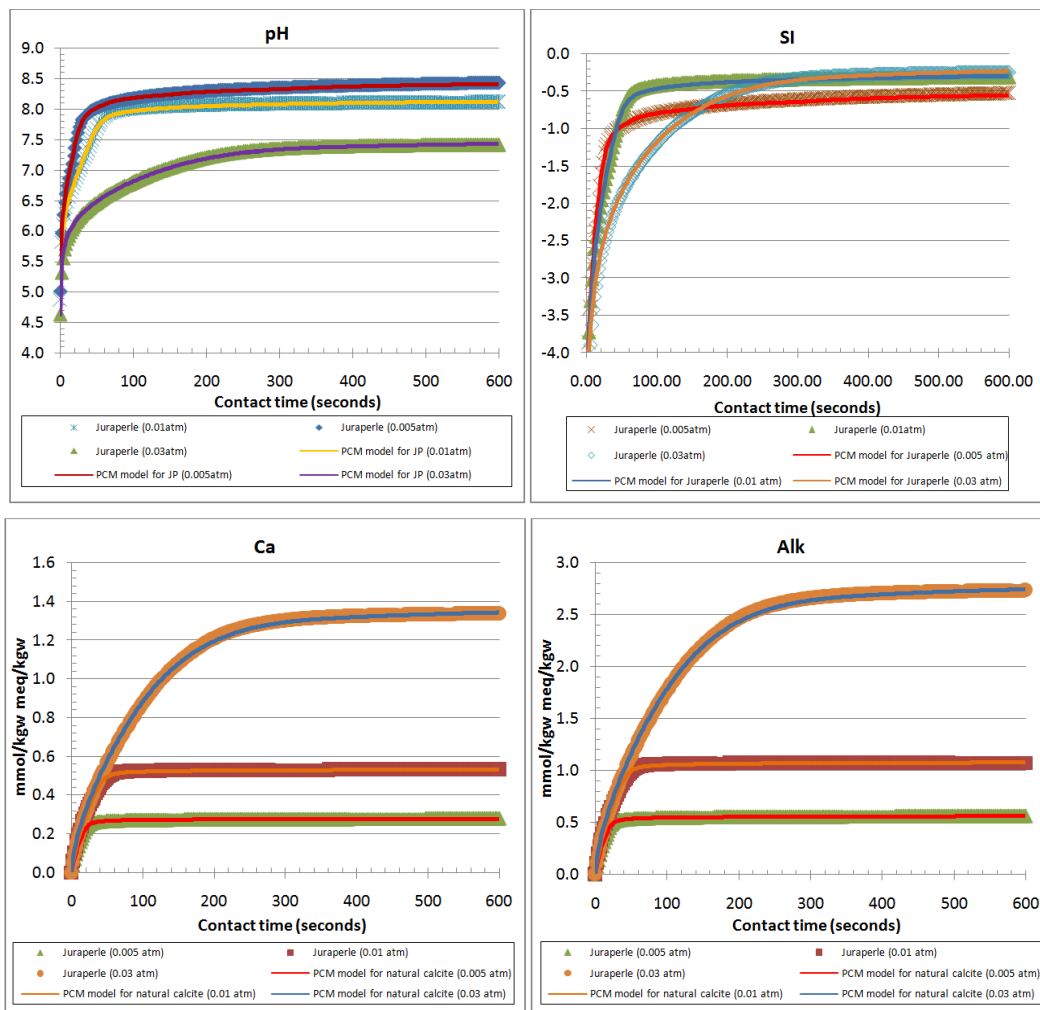 pH
9.0
8.5
8.0
7.5
7.0
6.5
6.0
5.5
5.0
4.5
4.0
0 100 200 300 400 500 600
Contact time (seconds)
Juraperle (0.01atm) Juraperle (0.005atm)
Juraperle (0.03atm) PCM model for JP (0.01atm)
PCM model for JP (0.005atm) PCM model for JP (0.03atm)
SI
0.0
-0.5
-1.0
-1.5
-2.0
-2.5
-3.0
-3.5
-4.0
0.00 100.00 200.00 300.00 400.00 500.00 600.00
Contact time (seconds)
Juraperle (0.005atm) Juraperle (0.01atm)
Juraperle (0.03atm) PCM model for Juraperle (0.005 atm)
PCM model for Juraperle (0.01 atm) PCM model for Juraperle (0.03 atm)
Ca
mmol/kgw meq/kgw
1.6
1.4
1.2
1.0
0.8
0.6
0.4
0.2
0.0
0 100 200 300 400 500 600
Contact time (seconds)
Juraperle (0.005 atm) Juraperle (0.01 atm)
Juraperle (0.03 atm) PCM model for natural calcite (0.005 atm)
PCM model for natural calcite (0.01 atm) PCM model for natural calcite (0.03 atm)
Alk
mmol/kgw meq/kgw
3.0
2.5
2.0
1.5
1.0
0.5
0.0
0 100 200 300 400 500 600
Contact time (seconds)
Juraperle (0.005 atm) Juraperle (0.01 atm)
Juraperle (0.03 atm) PCM model for natural calcite (0.005 atm)
PCM model for natural calcite (0.01 atm) PCM model for natural calcite (0.03 atm)